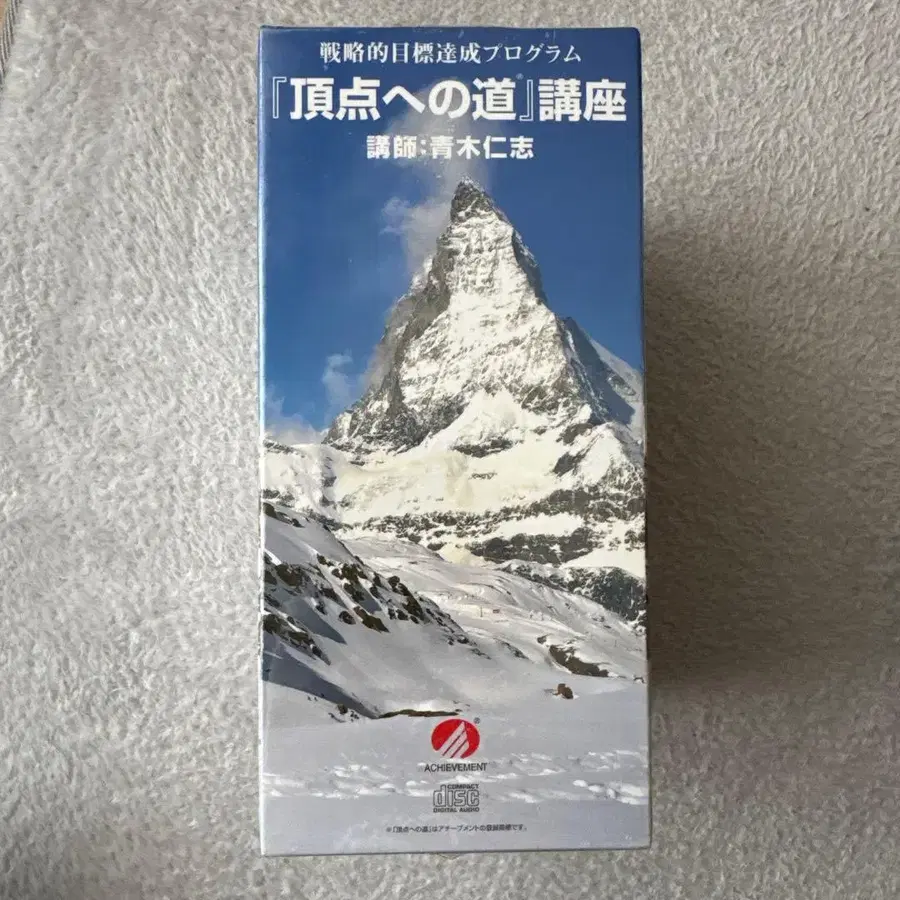 戦略的目標達成プログラム
『頂点への道』講座
講師:青木仁志
®
ACHIEVEMENT
COMPACT
disc
DIGITAL AUDIO
※『頂点への道』はアチーブメントの登録商標です。